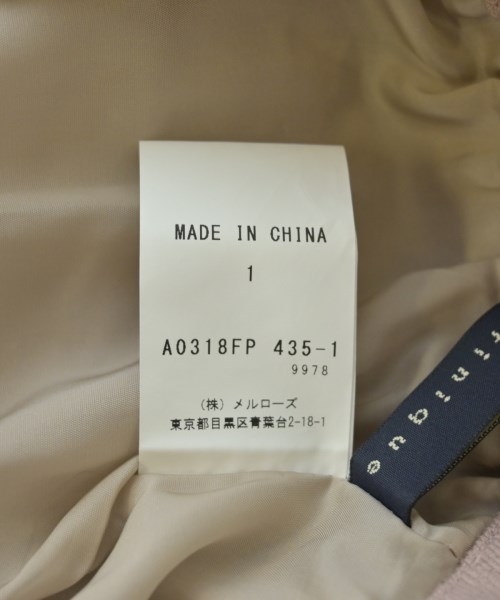 MADE IN CHINA
1
A0318FP 435-1
9978
(株) メルローズ
東京都目黒区青葉台2-18-1